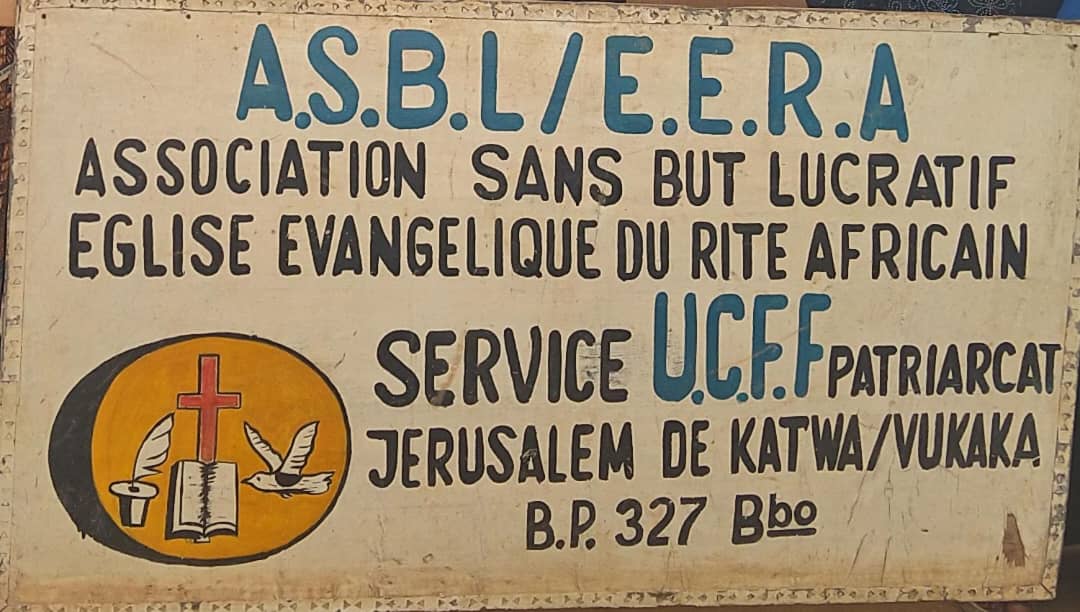 A.S.B.L/E.E.R.A
ASSOCIATION SANS BUT LUCRATIF
EGLISE EVANGELIQUE DU RITE AFRICAIN
SERVICE U.C.F.F PATRIARCAT
JERUSALEM DE KATWA/VUKAKA
B.P. 327 Bbo